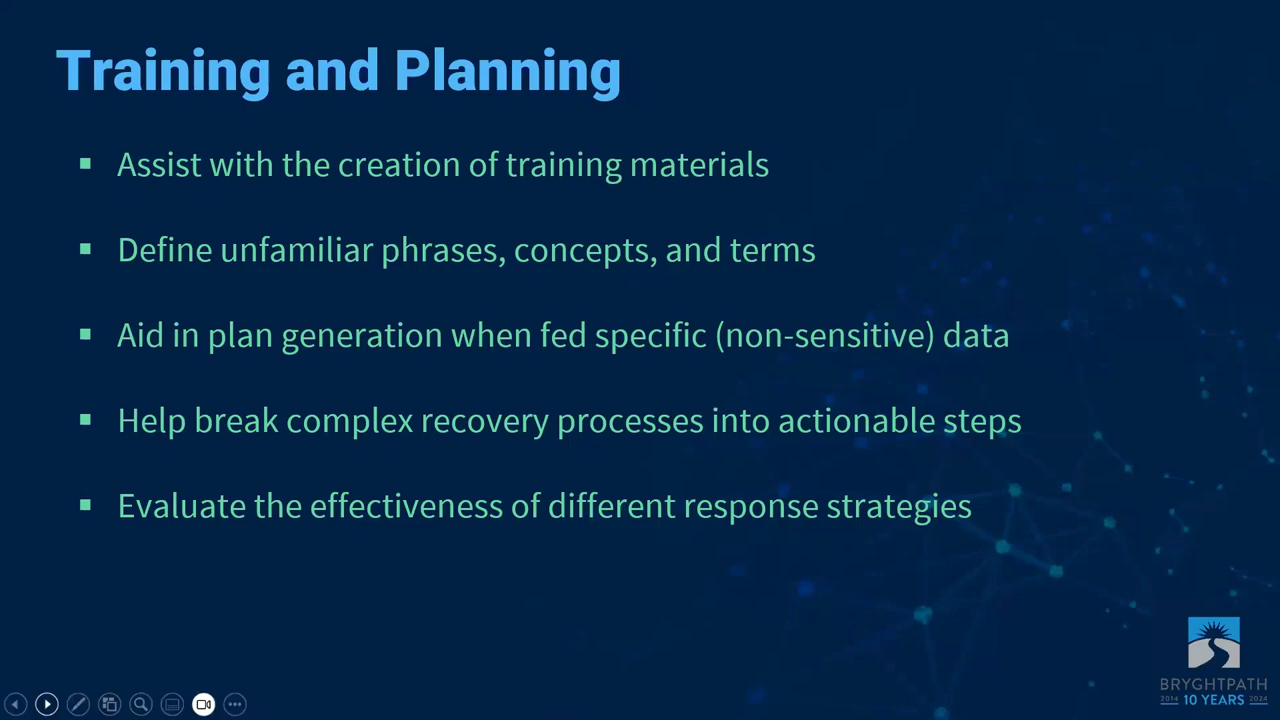 Training and Planning
▪ Assist with the creation of training materials
▪ Define unfamiliar phrases, concepts, and terms
▪ Aid in plan generation when fed specific (non-sensitive) data
▪ Help break complex recovery processes into actionable steps
▪ Evaluate the effectiveness of different response strategies
BRYGHTPATH
2014 10 YEARS 2024